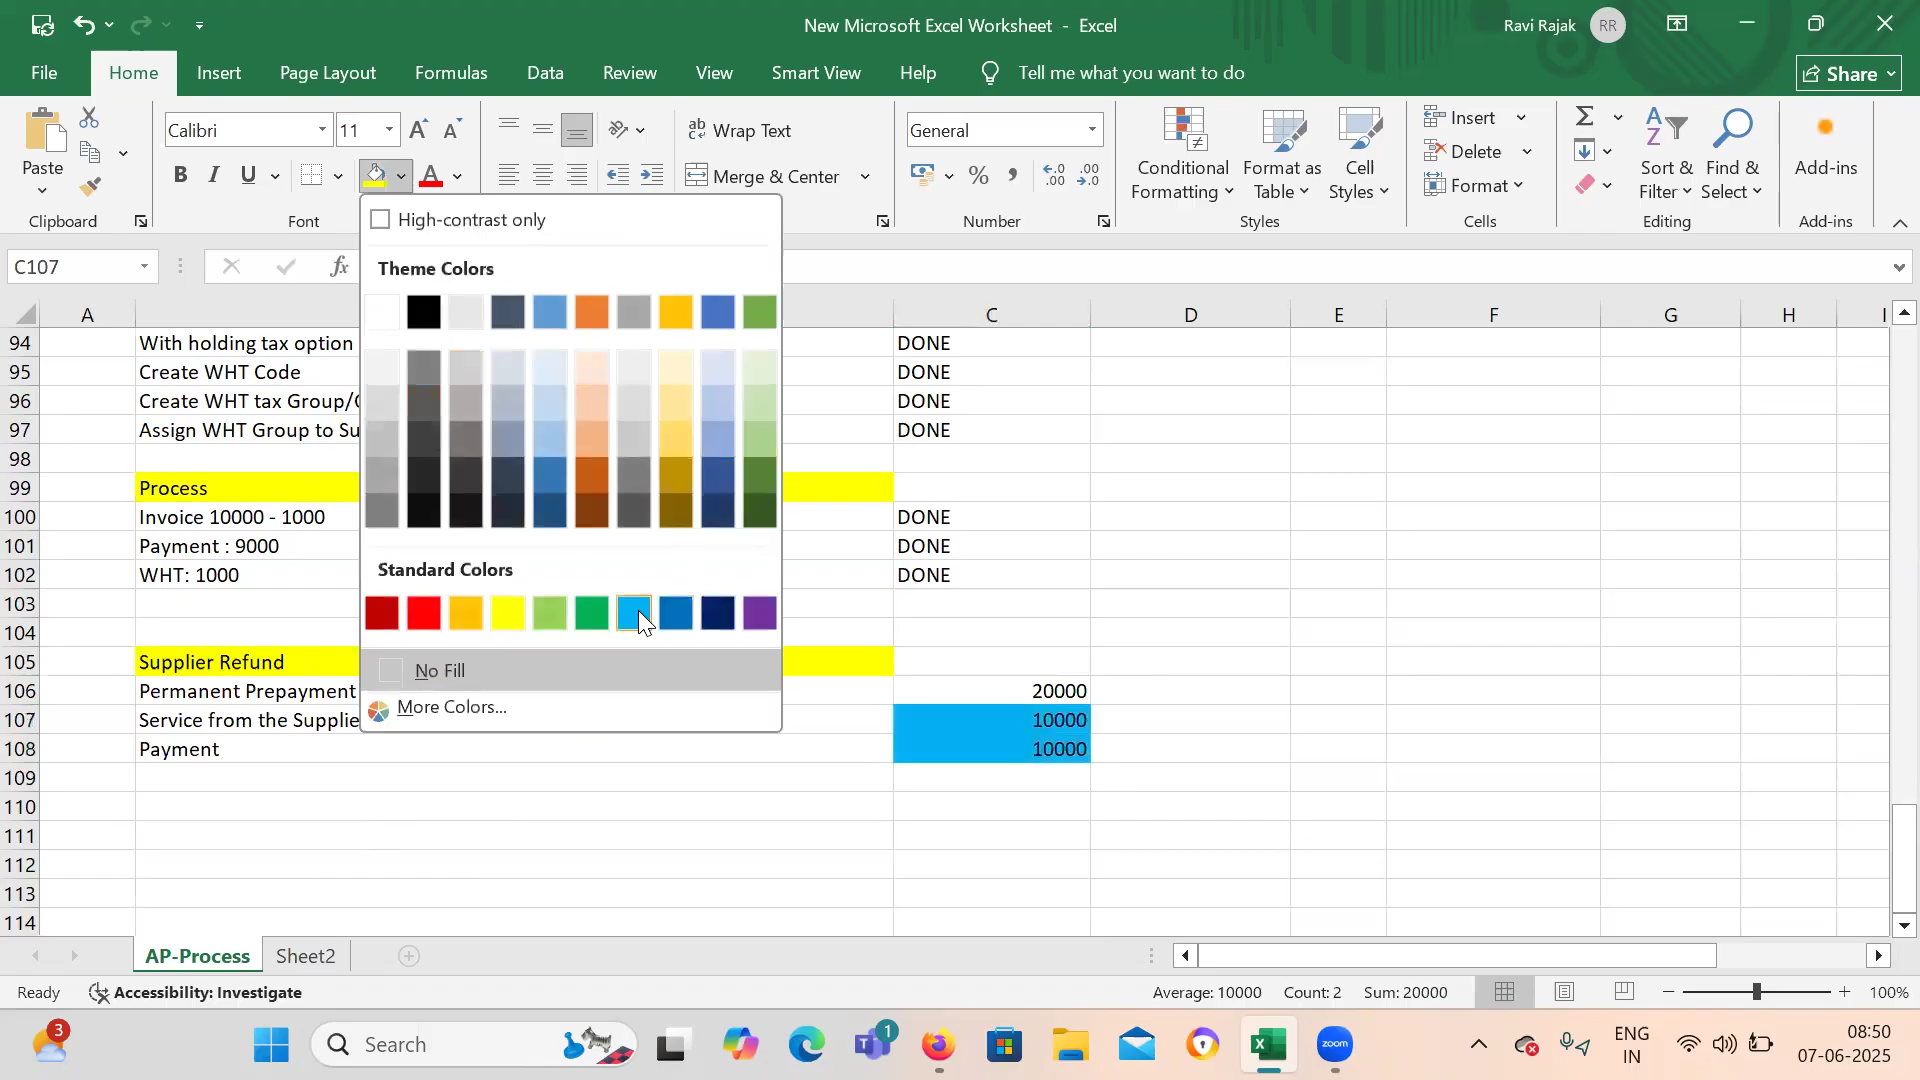 New Microsoft Excel Worksheet - Excel
Ravi Rajak RR
File Home Insert Page Layout Formulas Data Review View Smart View Help Tell me what you want to do Share
Paste
Clipboard
Calibri 11
B I U A
Font
ab Wrap Text
Merge & Center
General
% ,
Number
Conditional Formatting
Format as Table
Cell Styles
Styles
Insert
Delete
Format
Cells
Sort & Filter
Find & Select
Editing
Add-ins
Add-ins
High-contrast only
Theme Colors
Standard Colors
No Fill
More Colors...
C107 fx
A C D E F G H I
94 With holding tax option DONE
95 Create WHT Code DONE
96 Create WHT tax Group/ DONE
97 Assign WHT Group to Su DONE
98
99 Process
100 Invoice 10000 - 1000 DONE
101 Payment : 9000 DONE
102 WHT: 1000 DONE
103
104
105 Supplier Refund
106 Permanent Prepayment 20000
107 Service from the Supplie 10000
108 Payment 10000
109
110
111
112
113
114
AP-Process Sheet2
Ready Accessibility: Investigate Average: 10000 Count: 2 Sum: 20000 100%
3 Search 1 zoom ENG IN 08:50 07-06-2025